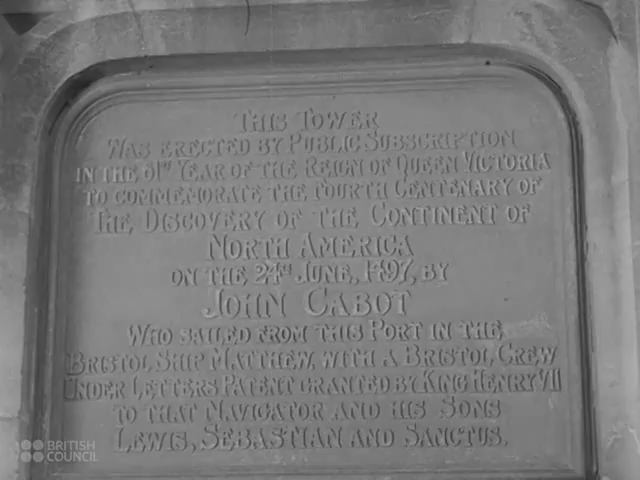 THIS TOWER
WAS ERECTED BY PUBLIC SUBSCRIPTION
IN THE 61ST YEAR OF THE REIGN OF QUEEN VICTORIA
TO COMMEMORATE THE FOURTH CENTENARY OF
THE DISCOVERY OF THE CONTINENT OF
NORTH AMERICA
ON THE 24TH JUNE, 1497, BY
JOHN CABOT
WHO SAILED FROM THIS PORT IN THE
BRISTOL SHIP MATTHEW, WITH A BRISTOL CREW
UNDER LETTERS PATENT GRANTED BY KING HENRY VII
TO THAT NAVIGATOR AND HIS SONS
LEWIS, SEBASTIAN AND SANCTUS.
BRITISH
COUNCIL